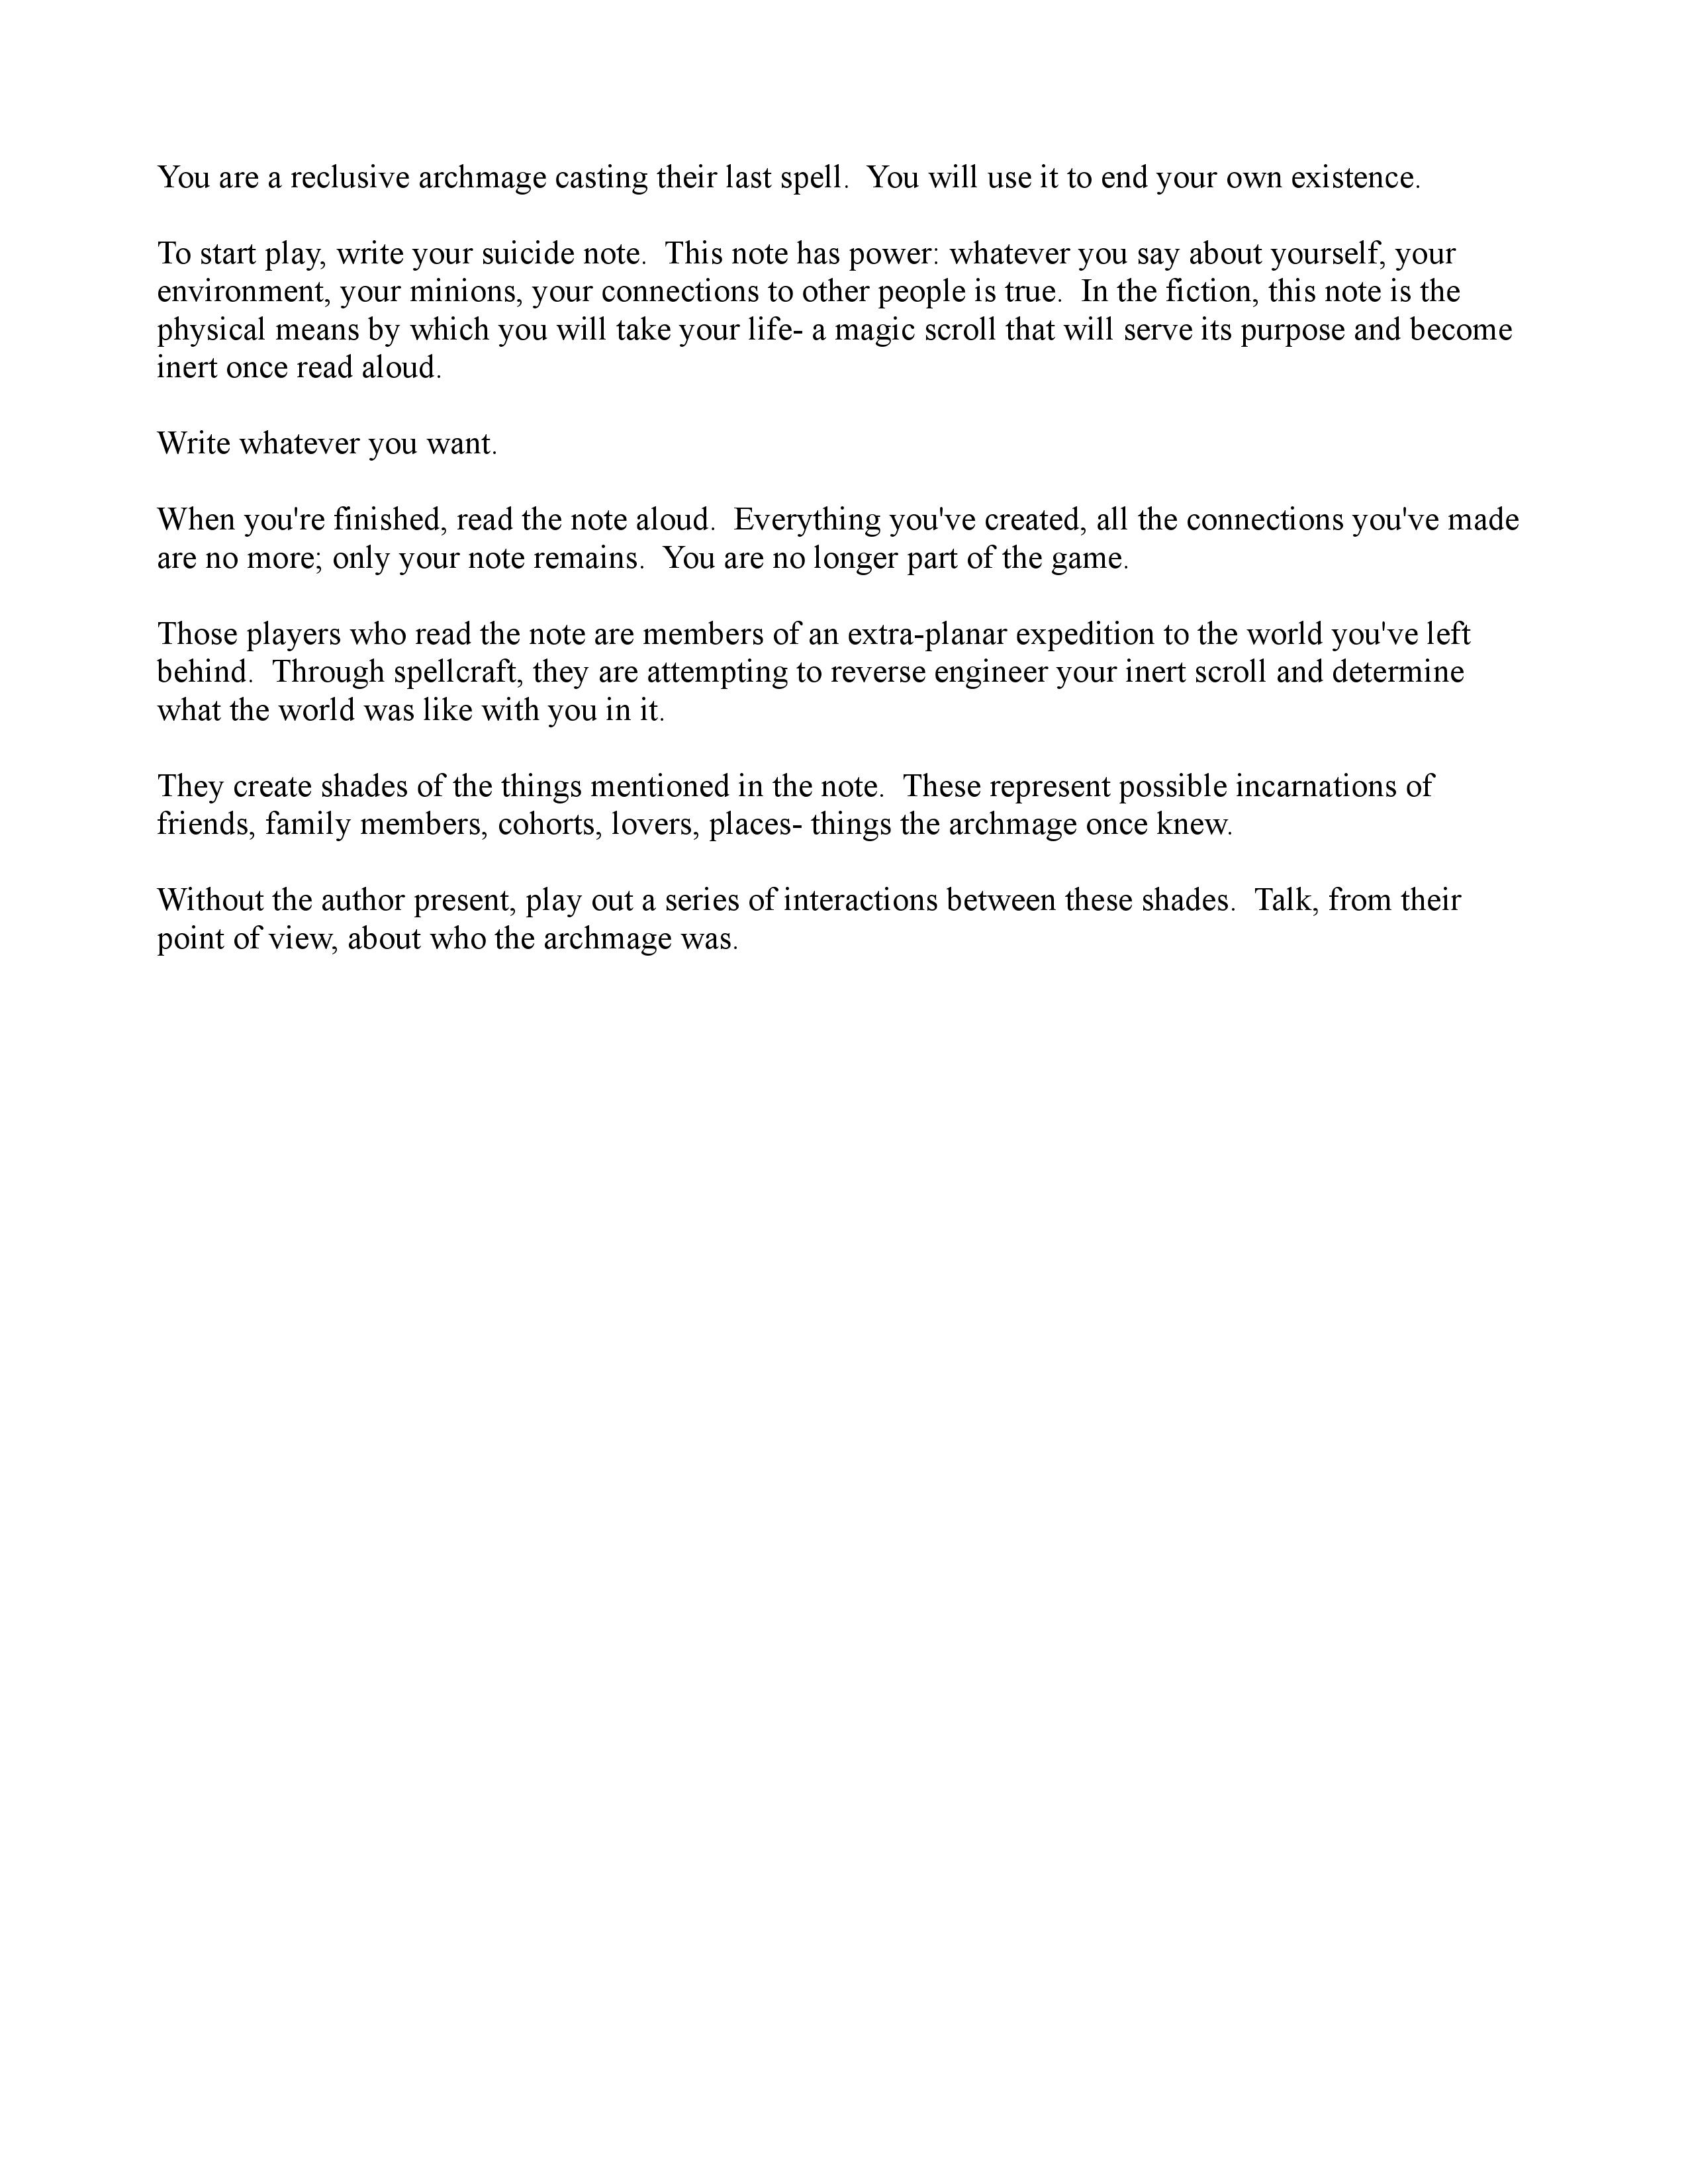 You are a reclusive archmage casting their last spell.  You will use it to end your own existence.
To start play, write your suicide note.  This note has power: whatever you say about yourself, your
environment, your minions, your connections to other people is true.  In the fiction, this note is the
physical means by which you will take your life- a magic scroll that will serve its purpose and become
inert once read aloud.
Write whatever you want.
When you're finished, read the note aloud.  Everything you've created, all the connections you've made
are no more; only your note remains.  You are no longer part of the game.
Those players who read the note are members of an extra-planar expedition to the world you've left
behind.  Through spellcraft, they are attempting to reverse engineer your inert scroll and determine
what the world was like with you in it.
They create shades of the things mentioned in the note.  These represent possible incarnations of
friends, family members, cohorts, lovers, places- things the archmage once knew.
Without the author present, play out a series of interactions between these shades.  Talk, from their
point of view, about who the archmage was.